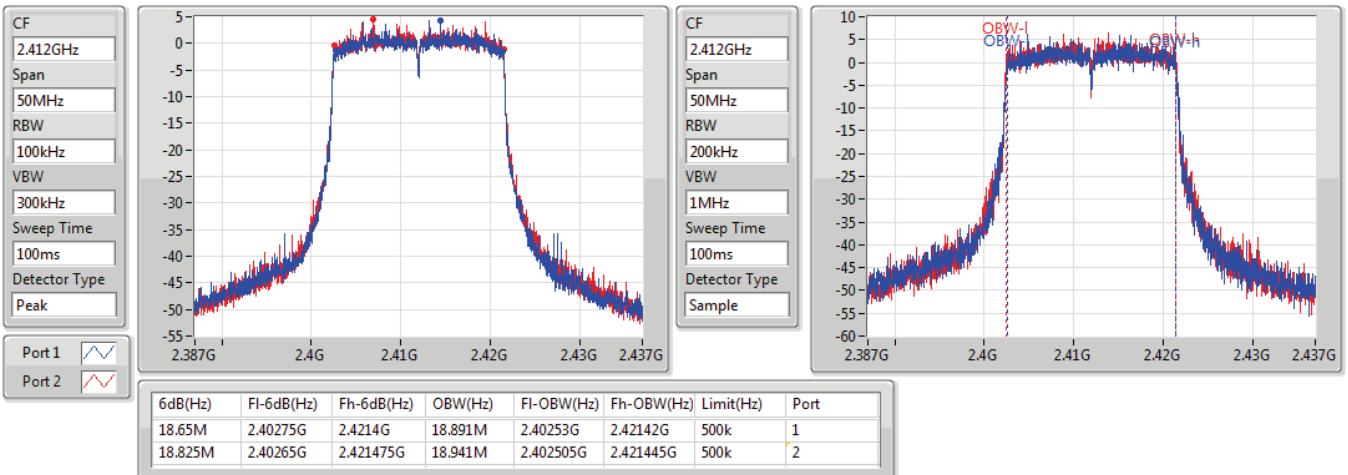 CF
2.412GHz
Span
50MHz
RBW
100kHz
VBW
300kHz
Sweep Time
100ms
Detector Type
Peak
Port 1
Port 2
5
0
-5
-10
-15
-20
-25
-30
-35
-40
-45
-50
-55
2.387G 2.4G 2.41G 2.42G 2.43G 2.437G
CF
2.412GHz
Span
50MHz
RBW
200kHz
VBW
1MHz
Sweep Time
100ms
Detector Type
Sample
10
5
0
-5
-10
-15
-20
-25
-30
-35
-40
-45
-50
-55
-60
OBW-l
OBW-l
OBW-h
OBW-h
2.387G 2.4G 2.41G 2.42G 2.43G 2.437G
6dB(Hz) Fl-6dB(Hz) Fh-6dB(Hz) OBW(Hz) Fl-OBW(Hz) Fh-OBW(Hz) Limit(Hz) Port
18.65M 2.40275G 2.4214G 18.891M 2.40253G 2.42142G 500k 1
18.825M 2.40265G 2.421475G 18.941M 2.402505G 2.421445G 500k 2